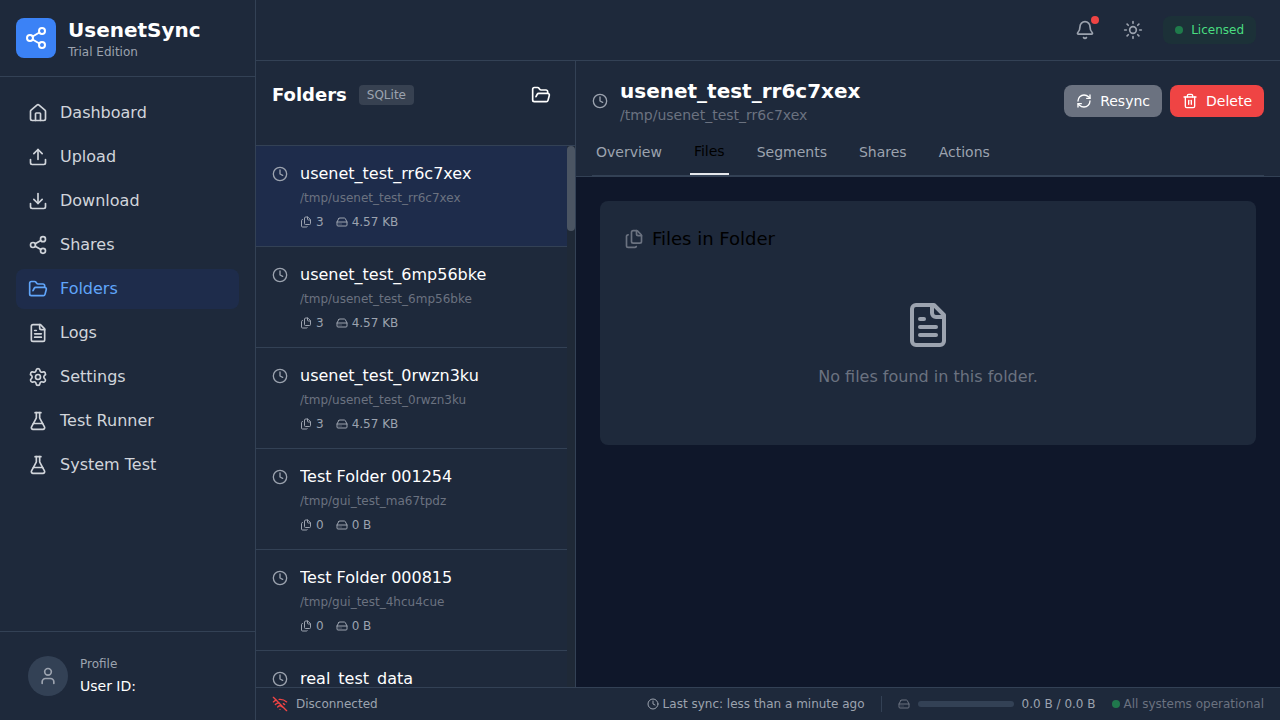 UsenetSync
Trial Edition
Dashboard
Upload
Download
Shares
Folders
Logs
Settings
Test Runner
System Test
Profile
User ID:
Licensed
Folders SQLite
usenet_test_rr6c7xex
/tmp/usenet_test_rr6c7xex
3 4.57 KB
usenet_test_6mp56bke
/tmp/usenet_test_6mp56bke
3 4.57 KB
usenet_test_0rwzn3ku
/tmp/usenet_test_0rwzn3ku
3 4.57 KB
Test Folder 001254
/tmp/gui_test_ma67tpdz
0 0 B
Test Folder 000815
/tmp/gui_test_4hcu4cue
0 0 B
real_test_data
usenet_test_rr6c7xex
/tmp/usenet_test_rr6c7xex
Resync Delete
Overview Files Segments Shares Actions
Files in Folder
No files found in this folder.
Disconnected Last sync: less than a minute ago 0.0 B / 0.0 B All systems operational